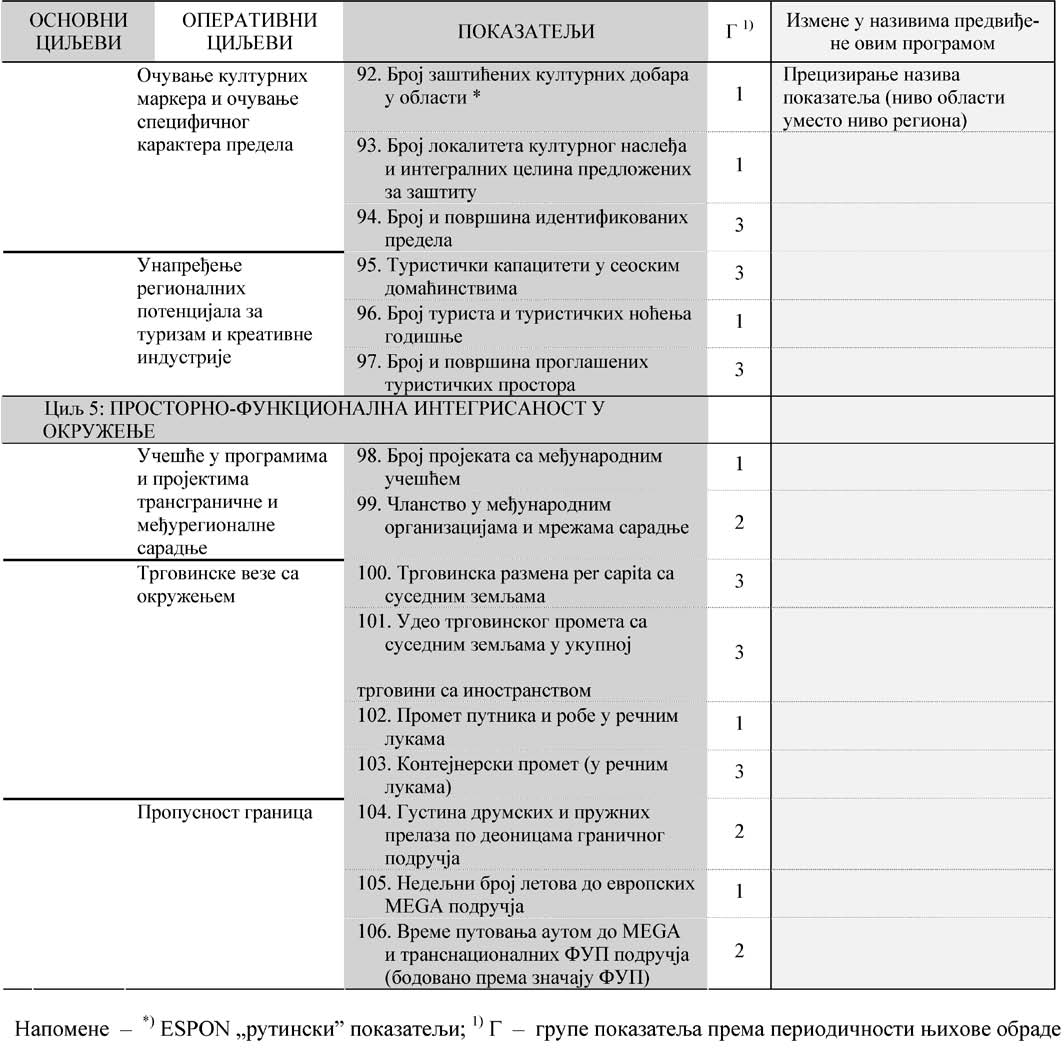 ОСНОВНИ
ЦИЉЕВИ
ОПЕРАТИВНИ
ЦИЉЕВИ
ПОКАЗАТЕЉИ
Г 1)
Измене у називима предвиђе-
не овим програмом
Очување културних
маркера и очување
специфичног
карактера предела
92. Број заштићених културних добара
у области *
1
Прецизирање назива
показатеља (ниво области
уместо ниво региона)
93. Број локалитета културног наслеђа
и интегралних целина предложених
за заштиту
1
94. Број и површина идентификованих
предела
3
Унапређење
регионалних
потенцијала за
туризам и креативне
индустрије
95. Туристички капацитети у сеоским
домаћинствима
3
96. Број туриста и туристичких ноћења
годишње
1
97. Број и површина проглашених
туристичких простора
3
Циљ 5: ПРОСТОРНО-ФУНКЦИОНАЛНА ИНТЕГРИСАНОСТ У
ОКРУЖЕЊЕ
Учешће у програмима
и пројектима
трансграничне и
међурегионалне
сарадње
98. Број пројеката са међународним
учешћем
1
99. Чланство у међународним
организацијама и мрежама сарадње
2
Трговинске везе са
окружењем
100. Трговинска размена per capita са
суседним земљама
3
101. Удео трговинског промета са
суседним земљама у укупној
трговини са иностранством
3
102. Промет путника и робе у речним
лукама
1
103. Контејнерски промет (у речним
лукама)
3
Пропусност граница
104. Густина друмских и пружних
прелаза по деоницама граничног
подручја
2
105. Недељни број летова до европских
MEGA подручја
1
106. Време путовања аутом до MEGA
и транснационалних ФУП подручја
(бодовано према значају ФУП)
2
Напомене – *) ESPON „рутински” показатељи; 1) Г – групе показатеља према периодичности њихове обраде